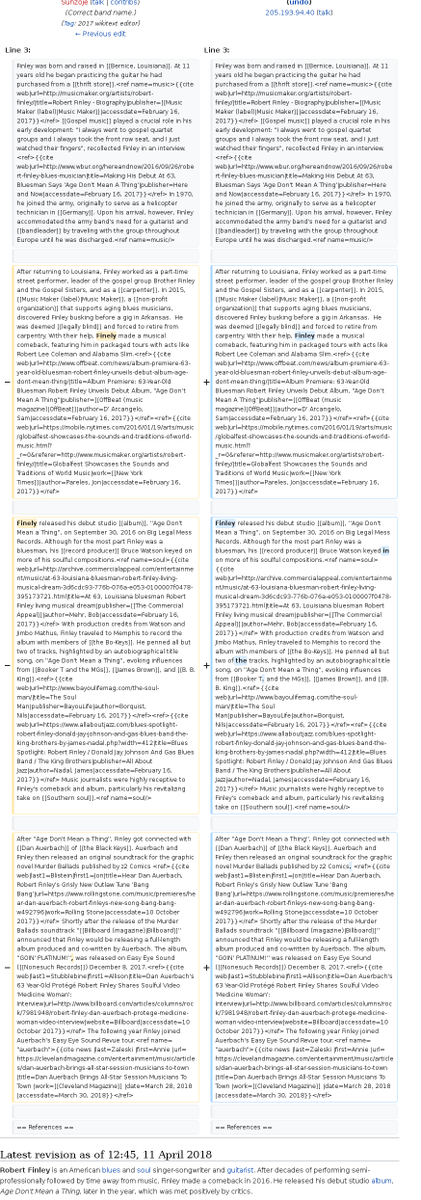 Sunzoje (talk | contribs)
(Correct band name.)
(Tag: 2017 wikitext editor)
← Previous edit
(undo)
205.193.94.40 (talk)
Line 3:
Finley was born and raised in [[Bernice, Louisiana]]. At 11
years old he began practicing the guitar he had
purchased from a [[thrift store]].<ref name=music>{{cite
web|url=http://www.musicmaker.org/artists/robert-
finley/|title=Robert Finley - Biography|publisher=[[Music
Maker (label)|Music Maker]]|accessdate=February 16,
2017}}</ref> [[Gospel music]] played a crucial role in his
early development: "I always went to gospel quartet
groups and I always took the front row seat, and I just
watched their fingers", recollected Finley in an interview.
<ref>{{cite
web|url=http://www.wbur.org/hereandnow/2016/09/26/robe
rt-finley-blues-musician|title=Making His Debut At 63,
Bluesman Says 'Age Don't Mean A Thing'|publisher=Here
and Now|accessdate=February 16, 2017}}</ref> In 1970,
he joined the army, originally to serve as a helicopter
technician in [[Germany]]. Upon his arrival, however, Finley
accommodated the army band's need for a guitarist and
[[bandleader]] by traveling with the group throughout
Europe until he was discharged.<ref name=music/>
After returning to Louisiana, Finley worked as a part-time
street performer, leader of the gospel group Brother Finley
and the Gospel Sisters, and as a [[carpenter]]. In 2015,
[[Music Maker (label)|Music Maker]], a [[non-profit
organization]] that supports aging blues musicians,
discovered Finley busking before a gig in Arkansas. He
was deemed [[legally blind]] and forced to retire from
carpentry. With their help, Finely made a musical
comeback, featuring him in packaged tours with acts like
Robert Lee Coleman and Alabama Slim.<ref>{{cite
web|url=http://www.offbeat.com/news/album-premiere-63-
year-old-bluesman-robert-finley-unveils-debut-album-age-
dont-mean-thing/|title=Album Premiere: 63-Year-Old
Bluesman Robert Finley Unveils Debut Album, "Age Don't
Mean A Thing"|publisher=[[OffBeat (music
magazine)|OffBeat]]|author=D' Arcangelo,
Sam|accessdate=February 16, 2017}}</ref><ref>{{cite
web|url=https://mobile.nytimes.com/2016/01/19/arts/music
/globalfest-showcases-the-sounds-and-traditions-of-world-
music.html?
_r=0&referer=http://www.musicmaker.org/artists/robert-
finley/|title=Globalfest Showcases the Sounds and
Traditions of World Music|work=[[New York
Times]]|author=Pareles, Jon|accessdate=February 16,
2017}}</ref>
Finely released his debut studio [[album]], "Age Don't
Mean a Thing", on September 30, 2016 on Big Legal Mess
Records. Although for the most part Finley was a
bluesman, his [[record producer]] Bruce Watson keyed on
more of soulful compositions.<ref name=soul>{{cite
web|url=http://archive.commercialappeal.com/entertainme
nt/music/at-63-louisiana-bluesman-robert-finley-living-
musical-dream-3d6cdc93-776b-076a-e053-0100007f0478-
395173721.html|title=At 63, Louisiana bluesman Robert
Finley living musical dream|publisher=[[The Commercial
Appeal]]|author=Mehr, Bob|accessdate=February 16,
2017}}</ref> With production credits from Watson and
Jimbo Mathus, Finley traveled to Memphis to record the
album with members of [[the Bo-Keys]]. He penned all but
two of tracks, highlighted by an autobiographical title
song, on "Age Don't Mean a Thing", evoking influences
from [[Booker T and the MGs]], [[James Brown]], and [[B. B.
King]].<ref>{{cite
web|url=http://www.bayoulifemag.com/the-soul-
man/|title=The Soul
Man|publisher=BayouLife|author=Borquist,
Nils|accessdate=February 16, 2017}}</ref><ref>{{cite
web|url=https://www.allaboutjazz.com/blues-spotlight-
robert-finley-donald-jay-johnson-and-gas-blues-band-the-
king-brothers-by-james-nadal.php?width=412|title=Blues
Spotlight: Robert Finley / Donald Jay Johnson And Gas Blues
Band / The King Brothers|publisher=All About
Jazz|author=Nadal, James|accessdate=February 16,
2017}}</ref> Music journalists were highly receptive to
Finley's comeback and album, particularly his revitalizing
take on [[Southern soul]].<ref name=soul/>
After "Age Don't Mean a Thing", Finley got connected with
[[Dan Auerbach]] of [[the Black Keys]]. Auerbach and
Finley then released an original soundtrack for the graphic
novel Murder Ballads published by z2 Comics <ref>{{cite
web|last1=Blistein|first1=Jon|title=Hear Dan Auerbach,
Robert Finley's Grisly New Outlaw Tune 'Bang
Bang'|url=https://www.rollingstone.com/music/premieres/he
ar-dan-auerbach-robert-finleys-new-song-bang-bang-
w492796|work=Rolling Stone|accessdate=10 October
2017}}</ref> Shortly after the release of the Murder
Ballads soundtrack "[[Billboard (magazine)|Billboard]]"
announced that Finley would be releasing a full-length
album produced and co-written by Auerbach. The album,
"GOIN' PLATINUM!", was released on Easy Eye Sound
([[Nonesuch Records]]) December 8, 2017.<ref>{{cite
web|last1=Stubblebine|first1=Allison|title=Dan Auerbach's
63 Year-Old Protégé Robert Finley Shares Soulful Video
'Medicine Woman':
Interview|url=http://www.billboard.com/articles/columns/roc
k/7981948/robert-finley-dan-auerbach-protege-medicine-
woman-video-interview|website=Billboard|accessdate=10
October 2017}}</ref> The following year Finley joined
Auerbach's Easy Eye Sound Revue tour.<ref name=
"auerbach">{{cite news |last=Zaleski |first=Annie |url=
https://clevelandmagazine.com/entertainment/music/article
s/dan-auerbach-brings-all-star-session-musicians-to-town
|title=Dan Auerbach Brings All-Star Session Musicians To
Town |work=[[Cleveland Magazine]] |date=March 28, 2018
|accessdate=March 30, 2018}}</ref>
== References ==
Line 3:
Finley was born and raised in [[Bernice, Louisiana]]. At 11
years old he began practicing the guitar he had
purchased from a [[thrift store]].<ref name=music>{{cite
web|url=http://www.musicmaker.org/artists/robert-
finley/|title=Robert Finley - Biography|publisher=[[Music
Maker (label)|Music Maker]]|accessdate=February 16,
2017}}</ref> [[Gospel music]] played a crucial role in his
early development: "I always went to gospel quartet
groups and I always took the front row seat, and I just
watched their fingers", recollected Finley in an interview.
<ref>{{cite
web|url=http://www.wbur.org/hereandnow/2016/09/26/robe
rt-finley-blues-musician|title=Making His Debut At 63,
Bluesman Says 'Age Don't Mean A Thing'|publisher=Here
and Now|accessdate=February 16, 2017}}</ref> In 1970,
he joined the army, originally to serve as a helicopter
technician in [[Germany]]. Upon his arrival, however, Finley
accommodated the army band's need for a guitarist and
[[bandleader]] by traveling with the group throughout
Europe until he was discharged.<ref name=music/>
After returning to Louisiana, Finley worked as a part-time
street performer, leader of the gospel group Brother Finley
and the Gospel Sisters, and as a [[carpenter]]. In 2015,
[[Music Maker (label)|Music Maker]], a [[non-profit
organization]] that supports aging blues musicians,
discovered Finley busking before a gig in Arkansas. He
was deemed [[legally blind]] and forced to retire from
carpentry. With their help, Finley made a musical
comeback, featuring him in packaged tours with acts like
Robert Lee Coleman and Alabama Slim.<ref>{{cite
web|url=http://www.offbeat.com/news/album-premiere-63-
year-old-bluesman-robert-finley-unveils-debut-album-age-
dont-mean-thing/|title=Album Premiere: 63-Year-Old
Bluesman Robert Finley Unveils Debut Album, "Age Don't
Mean A Thing"|publisher=[[OffBeat (music
magazine)|OffBeat]]|author=D' Arcangelo,
Sam|accessdate=February 16, 2017}}</ref><ref>{{cite
web|url=https://mobile.nytimes.com/2016/01/19/arts/music
/globalfest-showcases-the-sounds-and-traditions-of-world-
music.html?
_r=0&referer=http://www.musicmaker.org/artists/robert-
finley/|title=Globalfest Showcases the Sounds and
Traditions of World Music|work=[[New York
Times]]|author=Pareles, Jon|accessdate=February 16,
2017}}</ref>
Finley released his debut studio [[album]], "Age Don't
Mean a Thing", on September 30, 2016 on Big Legal Mess
Records. Although for the most part Finley was a
bluesman, his [[record producer]] Bruce Watson keyed in
on more of soulful compositions.<ref name=soul>
{{cite
web|url=http://archive.commercialappeal.com/entertainme
nt/music/at-63-louisiana-bluesman-robert-finley-living-
musical-dream-3d6cdc93-776b-076a-e053-0100007f0478-
395173721.html|title=At 63, Louisiana bluesman Robert
Finley living musical dream|publisher=[[The Commercial
Appeal]]|author=Mehr, Bob|accessdate=February 16,
2017}}</ref> With production credits from Watson and
Jimbo Mathus, Finley traveled to Memphis to record the
album with members of [[the Bo-Keys]]. He penned all but
two of the tracks, highlighted by an autobiographical title
song, on "Age Don't Mean a Thing", evoking influences
from [[Booker T. and the MGs]], [[James Brown]], and [[B.
B. King]].<ref>{{cite
web|url=http://www.bayoulifemag.com/the-soul-
man/|title=The Soul
Man|publisher=BayouLife|author=Borquist,
Nils|accessdate=February 16, 2017}}</ref><ref>{{cite
web|url=https://www.allaboutjazz.com/blues-spotlight-
robert-finley-donald-jay-johnson-and-gas-blues-band-the-
king-brothers-by-james-nadal.php?width=412|title=Blues
Spotlight: Robert Finley / Donald Jay Johnson And Gas Blues
Band / The King Brothers|publisher=All About
Jazz|author=Nadal, James|accessdate=February 16,
2017}}</ref> Music journalists were highly receptive to
Finley's comeback and album, particularly his revitalizing
take on [[Southern soul]].<ref name=soul/>
After "Age Don't Mean a Thing", Finley got connected with
[[Dan Auerbach]] of [[the Black Keys]]. Auerbach and
Finley then released an original soundtrack for the graphic
novel Murder Ballads published by z2 Comics. <ref>{{cite
web|last1=Blistein|first1=Jon|title=Hear Dan Auerbach,
Robert Finley's Grisly New Outlaw Tune 'Bang
Bang'|url=https://www.rollingstone.com/music/premieres/he
ar-dan-auerbach-robert-finleys-new-song-bang-bang-
w492796|work=Rolling Stone|accessdate=10 October
2017}}</ref> Shortly after the release of the Murder
Ballads soundtrack "[[Billboard (magazine)|Billboard]]"
announced that Finley would be releasing a full-length
album produced and co-written by Auerbach. The album,
"GOIN' PLATINUM!" was released on Easy Eye Sound
([[Nonesuch Records]]) December 8, 2017.<ref>{{cite
web|last1=Stubblebine|first1=Allison|title=Dan Auerbach's
63 Year-Old Protégé Robert Finley Shares Soulful Video
'Medicine Woman':
Interview|url=http://www.billboard.com/articles/columns/roc
k/7981948/robert-finley-dan-auerbach-protege-medicine-
woman-video-interview|website=Billboard|accessdate=10
October 2017}}</ref> The following year Finley joined
Auerbach's Easy Eye Sound Revue tour.<ref name=
"auerbach">{{cite news |last=Zaleski |first=Annie |url=
https://clevelandmagazine.com/entertainment/music/article
s/dan-auerbach-brings-all-star-session-musicians-to-town
|title=Dan Auerbach Brings All-Star Session Musicians To
Town |work=[[Cleveland Magazine]] |date=March 28, 2018
|accessdate=March 30, 2018}}</ref>
== References ==
Latest revision as of 12:45, 11 April 2018
Robert Finley is an American blues and soul singer-songwriter and guitarist. After decades of performing semi-
professionally followed by time away from music, Finley made a comeback in 2016. He released his debut studio album,
Age Don't Mean a Thing, later in the year, which was met positively by critics.